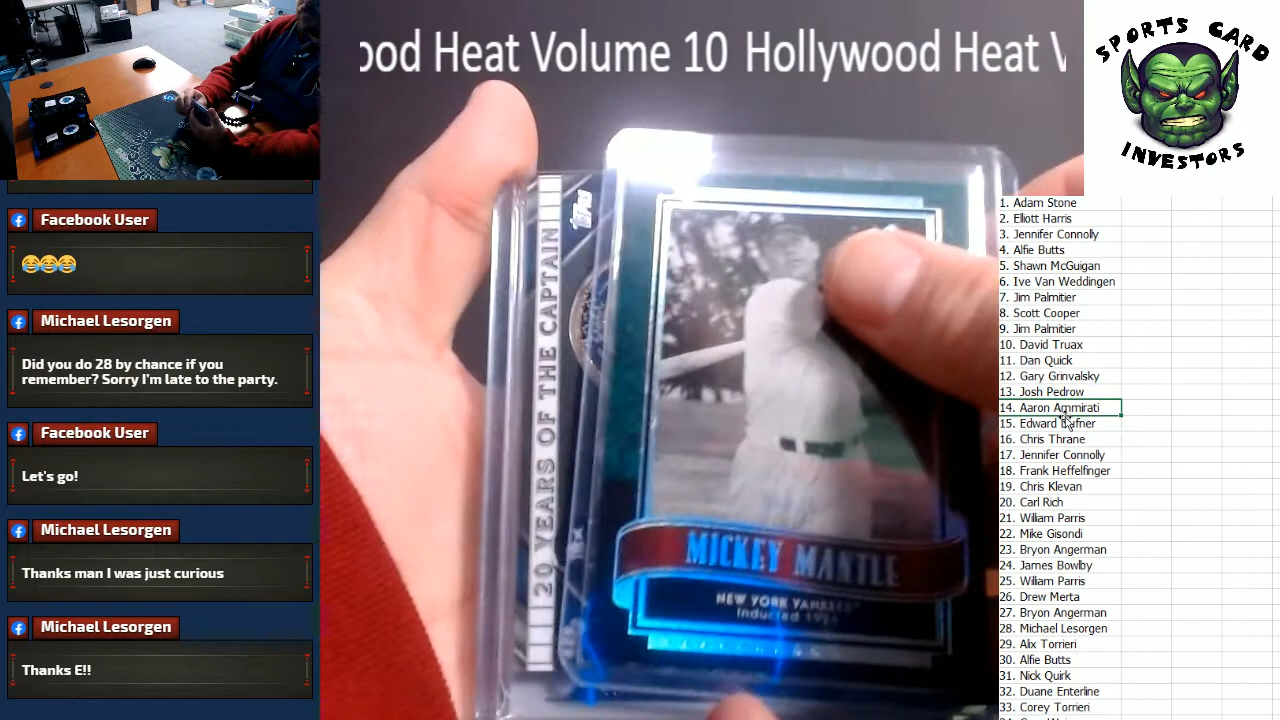 ood Heat Volume 10 Hollywood Heat V
SPORTS CARD
INVESTORS
Facebook User
😂😂😂
Michael Lesorgen
Did you do 28 by chance if you
remember? Sorry I'm late to the party.
Facebook User
Let's go!
Michael Lesorgen
Thanks man I was just curious
Michael Lesorgen
Thanks E!!
topps
20 YEARS OF THE CAPTAIN
MICKEY MANTLE
NEW YORK YANKEES
Inducted
1. Adam Stone
2. Elliott Harris
3. Jennifer Connolly
4. Alfie Butts
5. Shawn McGuigan
6. Ive Van Weddingen
7. Jim Palmitier
8. Scott Cooper
9. Jim Palmitier
10. David Truax
11. Dan Quick
12. Gary Grinvalsky
13. Josh Pedrow
14. Aaron Ammirati
15. Edward
16. Chris Thrane
17. Jennifer Connolly
18. Frank Heffelfinger
19. Chris Klevan
20. Carl Rich
21. William Parris
22. Mike Gisondi
23. Bryon Angerman
24. James Bowlby
25. Wiliam Parris
26. Drew Merta
27. Bryon Angerman
28. Michael Lesorgen
29. Alix Torrieri
30. Alfie Butts
31. Nick Quirk
32. Duane Enterline
33. Corey Torrieri